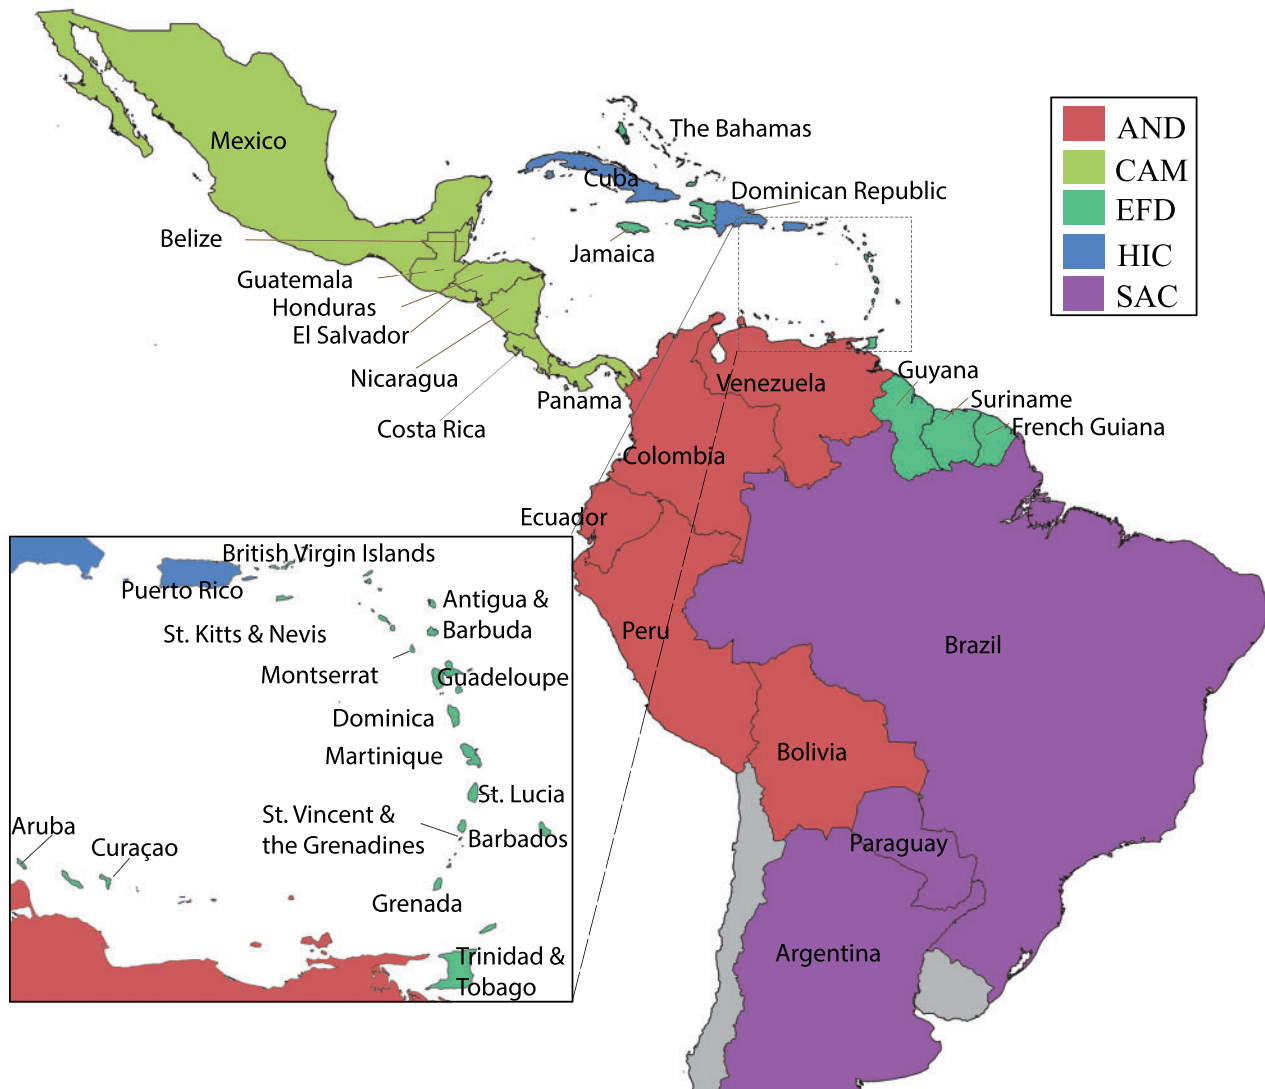 The Bahamas
Mexico
Cuba
Dominican Republic
Belize
Jamaica
Guatemala
Honduras
El Salvador
Nicaragua
Panama
Costa Rica
AND
CAM
EFD
HIC
SAC
Venezuela
Guyana
Suriname
French Guiana
Colombia
Ecuador
Peru
Brazil
Bolivia
Paraguay
Argentina
British Virgin Islands
Puerto Rico
Antigua &
Barbuda
St. Kitts & Nevis
Montserrat
Guadeloupe
Dominica
Martinique
St. Lucia
St. Vincent &
the Grenadines
Barbados
Aruba
Curaçao
Grenada
Trinidad &
Tobago